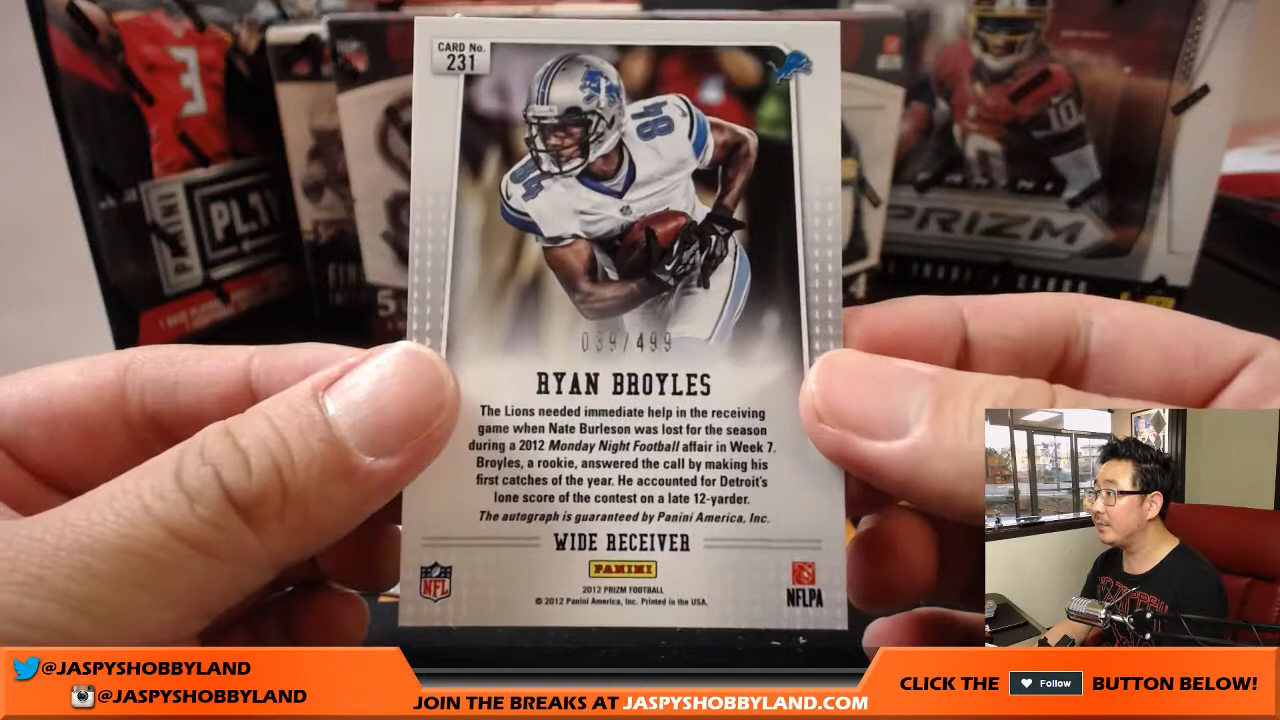 CARD No.
231
84
84
039/499
RYAN BROYLES
The Lions needed immediate help in the receiving
game when Nate Burleson was lost for the season
during a 2012 Monday Night Football affair in Week 7.
Broyles, a rookie, answered the call by making his
first catches of the year. He accounted for Detroit's
lone score of the contest on a late 12-yarder.
The autograph is guaranteed by Panini America, Inc.
WIDE RECEIVER
PANINI
2012 PRIZM FOOTBALL
© 2012 Panini America, Inc. Printed in the USA.
NFL
NFLPA
3
PANINI
10
PANINI
PRIZM
@JASPYSHOBBYLAND
@JASPYSHOBBYLAND
JOIN THE BREAKS AT JASPYSHOBBYLAND.COM
CLICK THE Follow BUTTON BELOW!